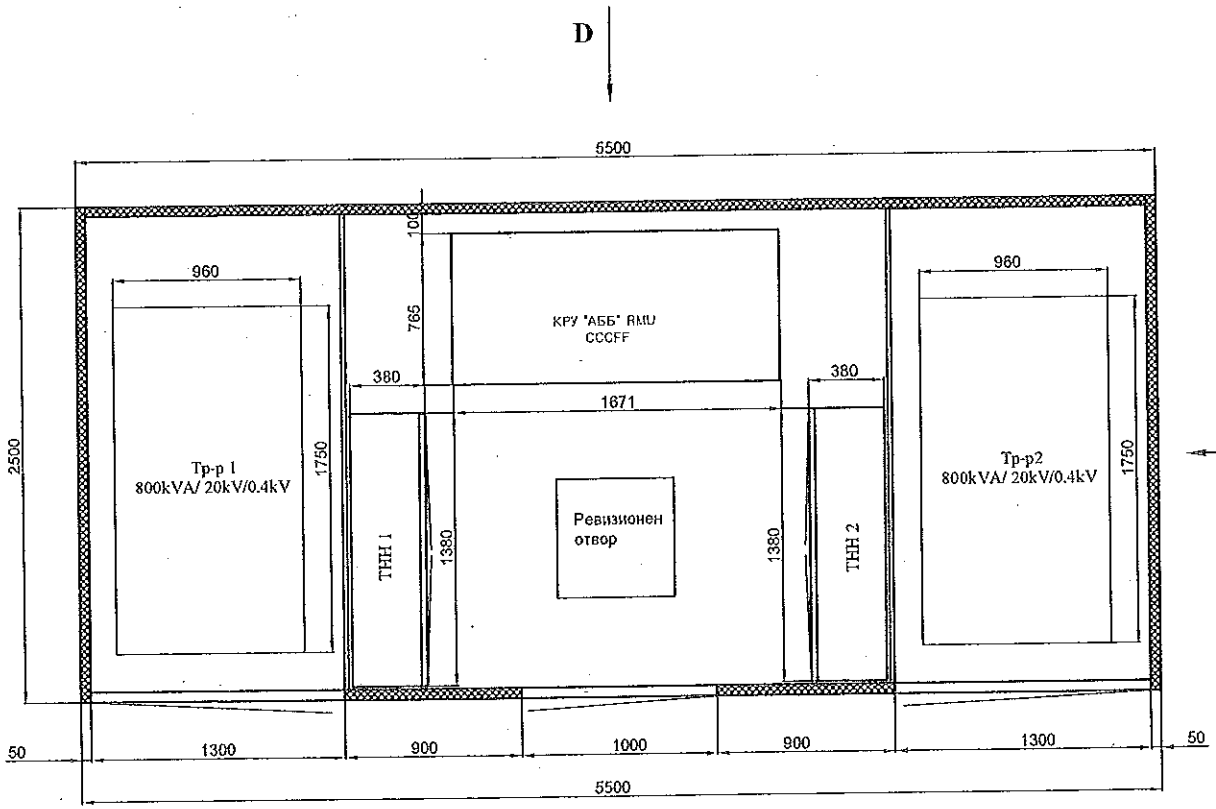 D
5500
100
960
960
765
КРУ "АББ" RMU
CCCFF
380
380
1671
2500
Тр-р 1
800kVA/ 20kV/0.4kV
1750
Тр-р2
800kVA/ 20kV/0.4kV
1750
Ревизионен
отвор
ТНН 1
1380
1380
ТНН 2
50
1300
900
1000
900
1300
50
5500